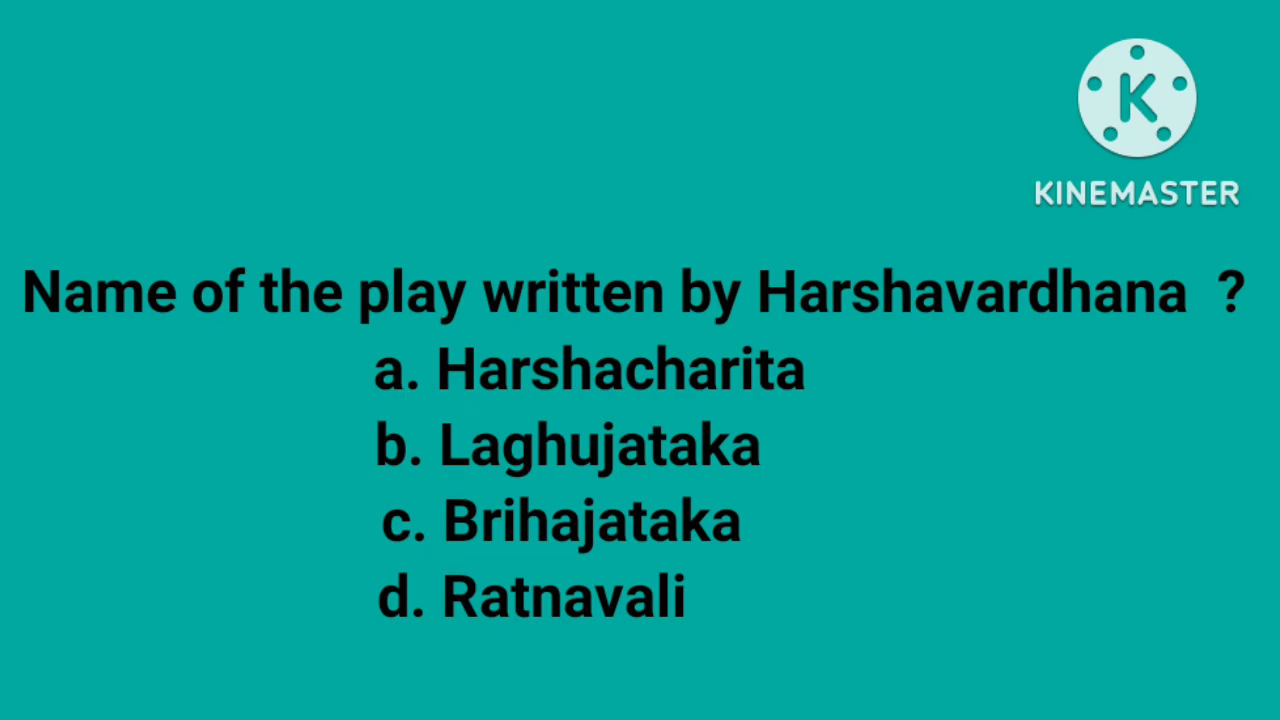 K
KINEMASTER
Name of the play written by Harshavardhana ?
a. Harshacharita
b. Laghujataka
c. Brihajataka
d. Ratnavali